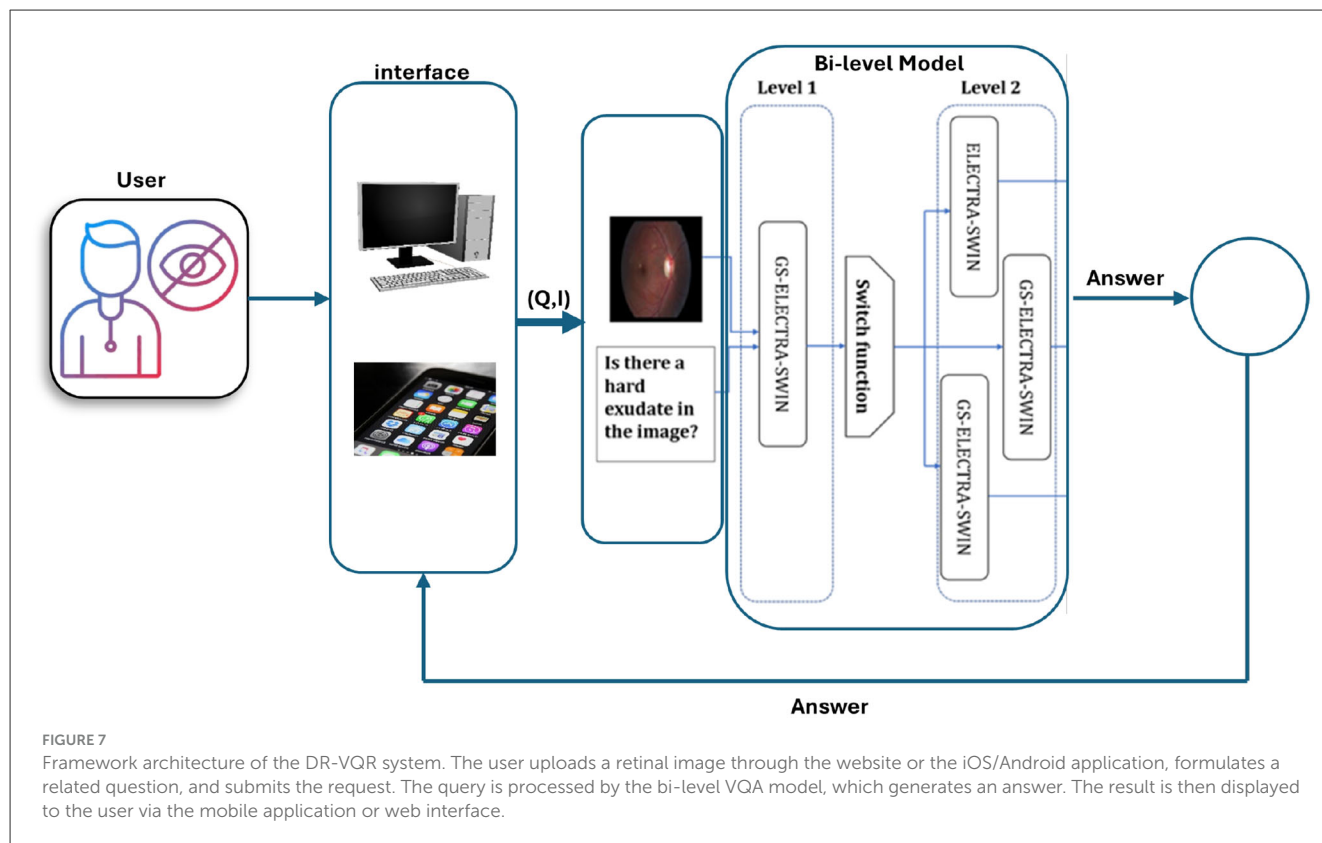 User
interface
(Q,I)
Is there a
hard
exudate in
the image?
Bi-level Model
Level 1
GS-ELECTRA-SWIN
Switch function
Level 2
ELECTRA-SWIN
GS-ELECTRA-SWIN
GS-ELECTRA-SWIN
Answer
Answer
FIGURE 7
Framework architecture of the DR-VQR system. The user uploads a retinal image through the website or the iOS/Android application, formulates a
related question, and submits the request. The query is processed by the bi-level VQA model, which generates an answer. The result is then displayed
to the user via the mobile application or web interface.